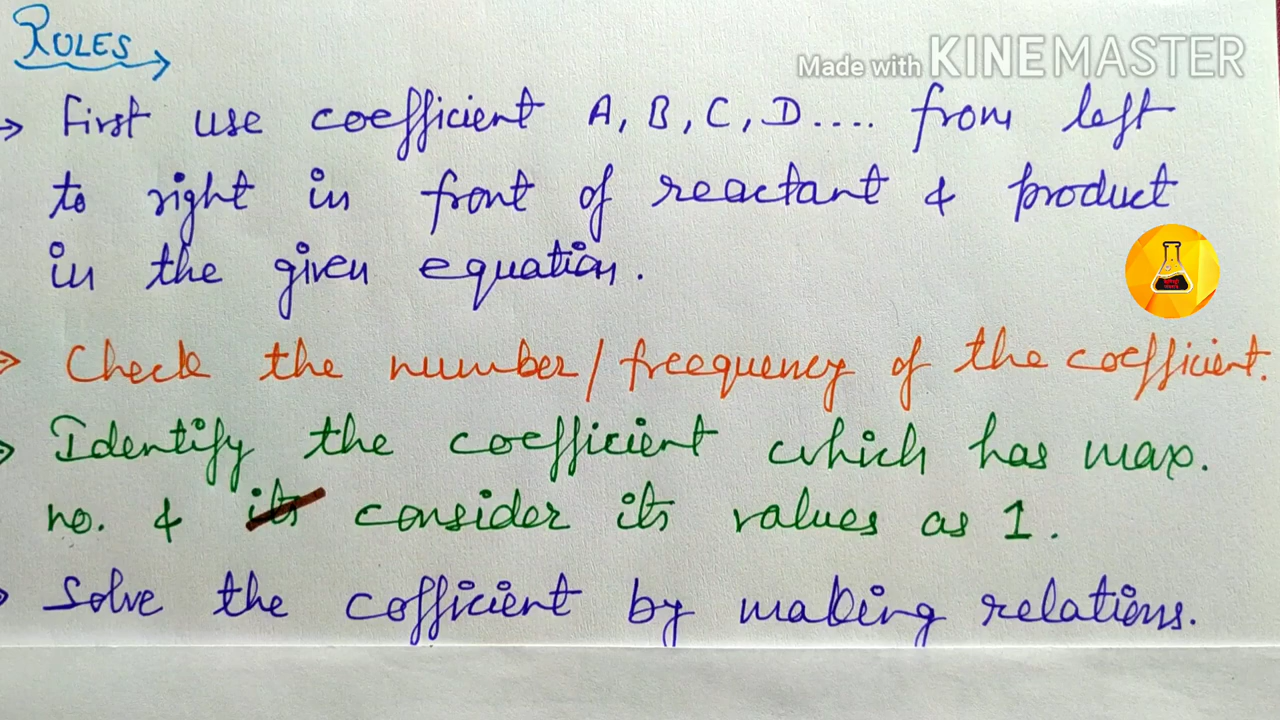 RULES
Made with KINEMASTER
→ First use coefficient A, B, C, D.... from left
to right in front of reactant & product
in the given equation.
→ Check the number/freequency of the coefficient.
→ Identify the coefficient which has max.
no. & its consider its values as 1.
→ Solve the cofficient by making relations.